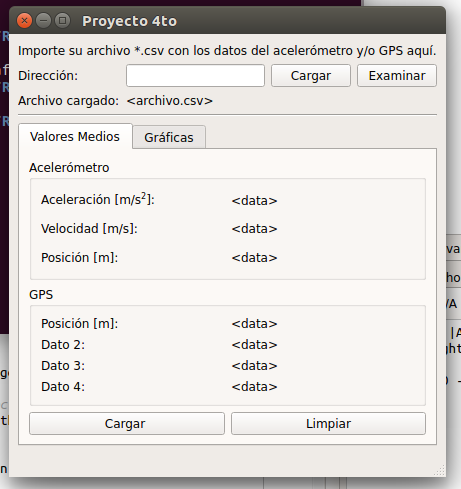 Proyecto 4to
Importe su archivo *.csv con los datos del acelerómetro y/o GPS aquí.
Dirección: Cargar Examinar
Archivo cargado: <archivo.csv>
Valores Medios Gráficas
Acelerómetro
Aceleración [m/s²]: <data>
Velocidad [m/s]: <data>
Posición [m]: <data>
GPS
Posición [m]: <data>
Dato 2: <data>
Dato 3: <data>
Dato 4: <data>
Cargar Limpiar